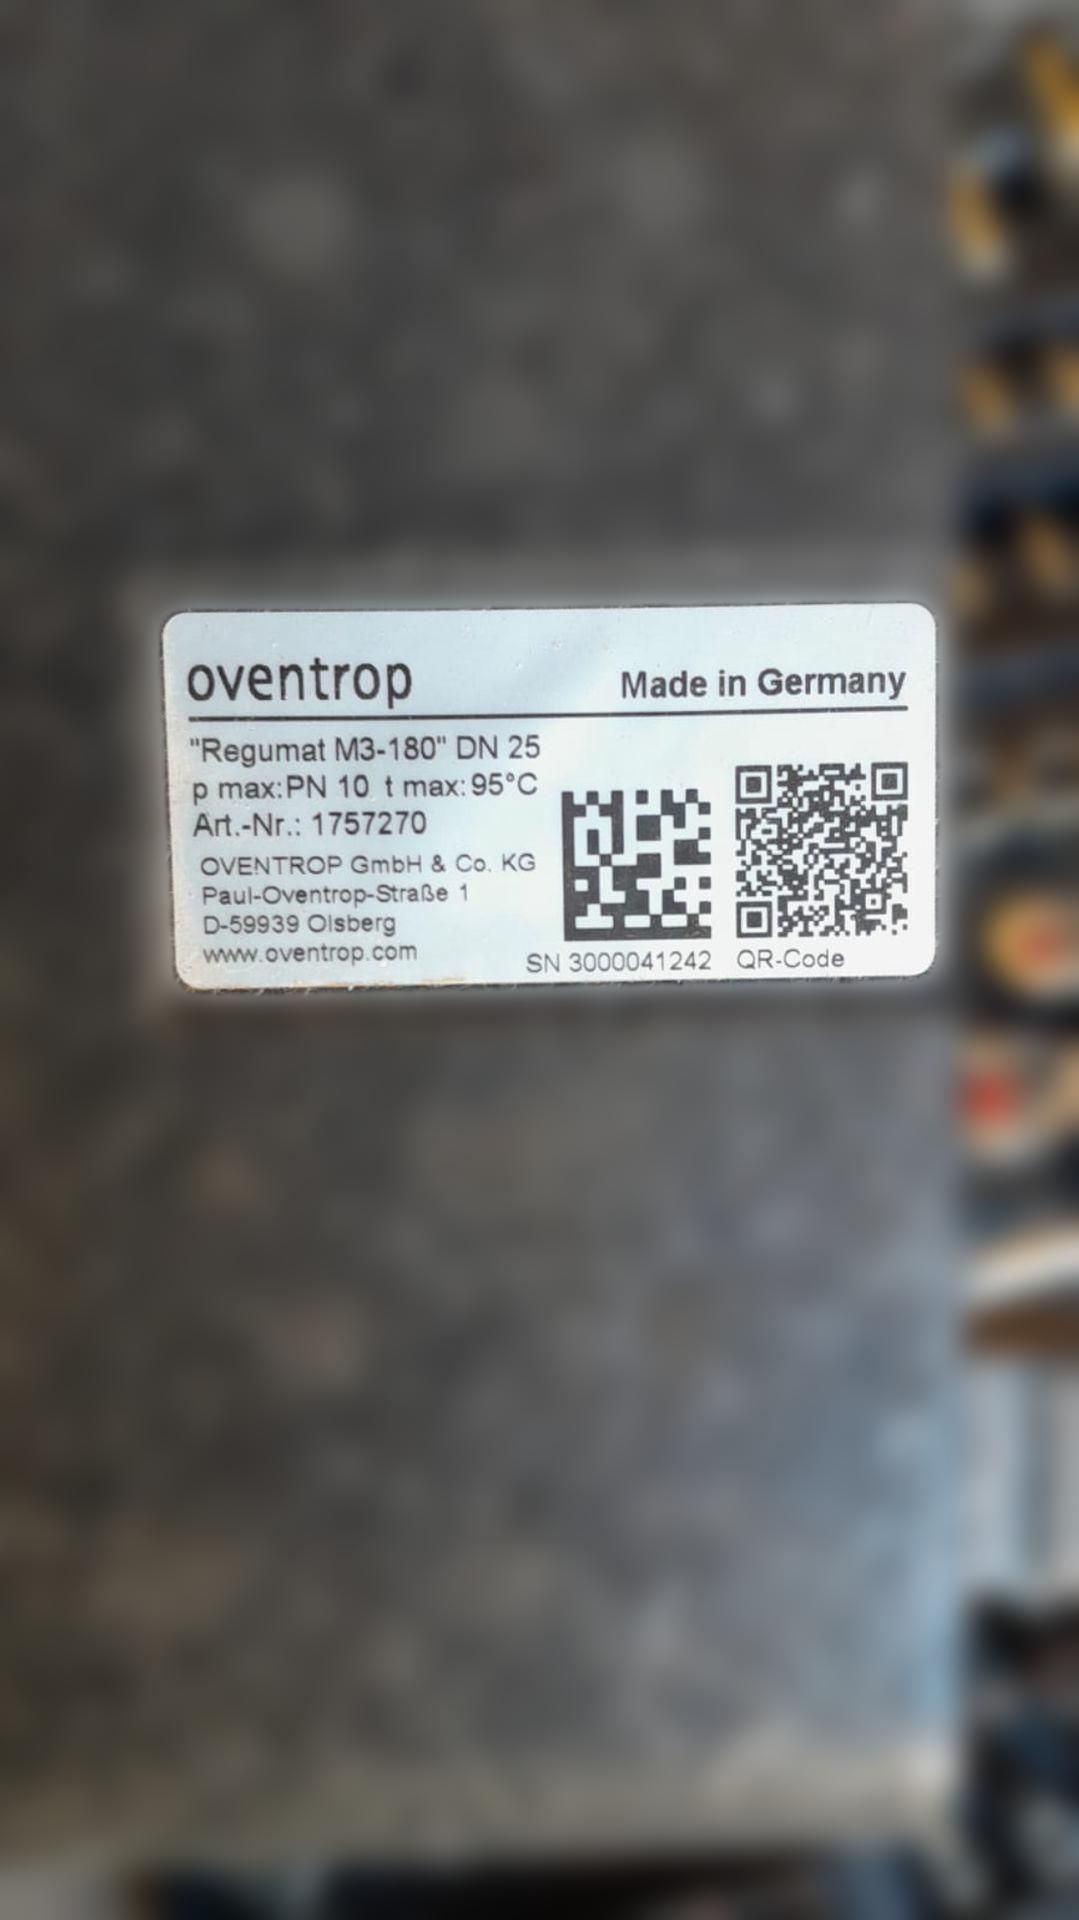 oventrop
Made in Germany
"Regumat M3-180" DN 25
p max: PN 10 t max: 95°C
Art.-Nr.: 1757270
OVENTROP GmbH & Co. KG
Paul-Oventrop-Straße 1
D-59939 Olsberg
www.oventrop.com
SN 3000041242
QR-Code